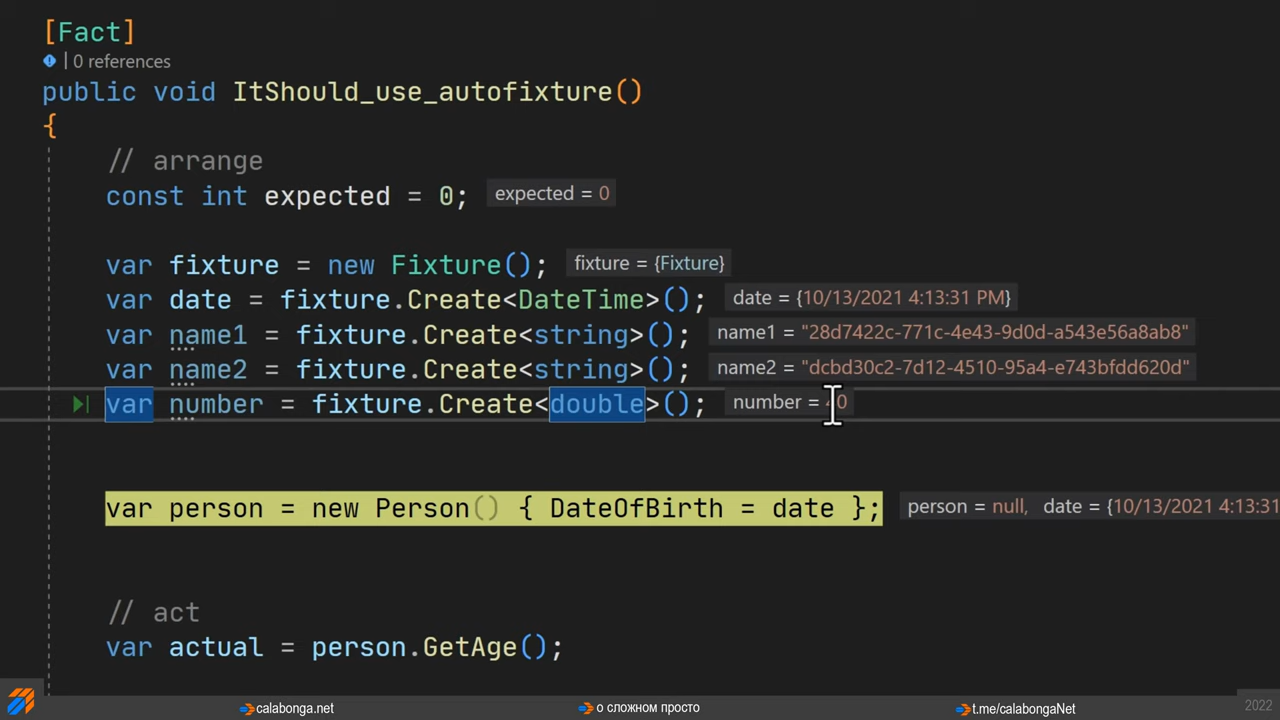 [Fact]
| 0 references
public void ItShould_use_autofixture()
{
// arrange
const int expected = 0; expected = 0
var fixture = new Fixture(); fixture = {Fixture}
var date = fixture.Create<DateTime>(); date = {10/13/2021 4:13:31 PM}
var name1 = fixture.Create<string>(); name1 = "28d7422c-771c-4e43-9d0d-a543e56a8ab8"
var name2 = fixture.Create<string>(); name2 = "dcbd30c2-7d12-4510-95a4-e743bfdd620d"
var number = fixture.Create<double>(); number =
var person = new Person() { DateOfBirth = date }; person = null, date = {10/13/2021 4:13:31
// act
var actual = person.GetAge();
calabonga.net о сложном просто t.me/calabongaNet 2022